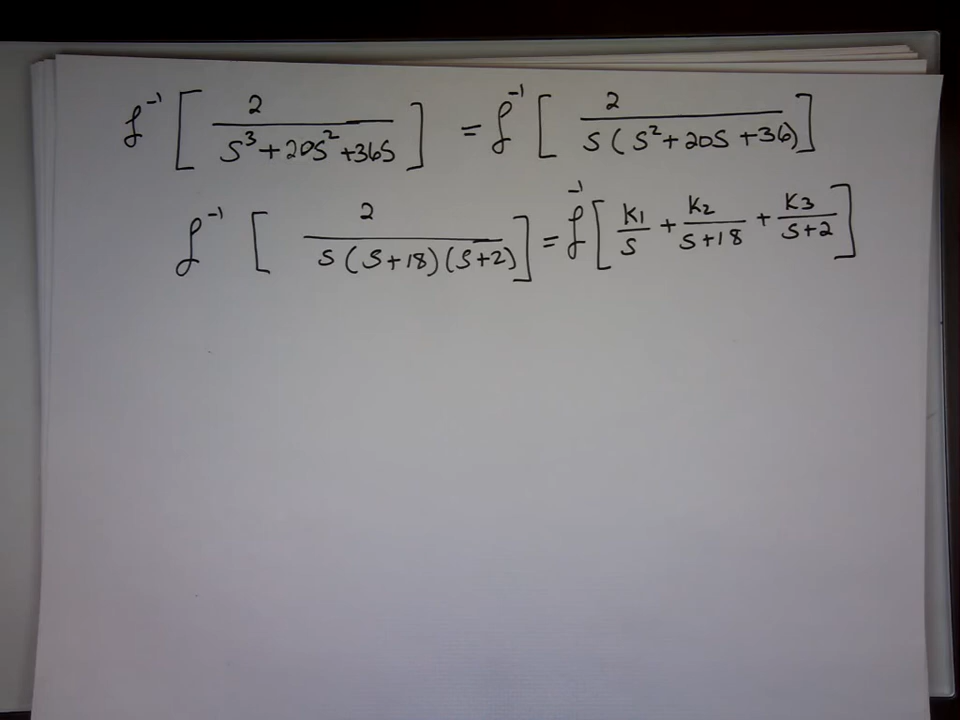 ℒ⁻¹ [ 2 / (S³+20S²+36S) ] = ℒ⁻¹ [ 2 / (S(S²+20S+36)) ]
ℒ⁻¹ [ 2 / (S(S+18)(S+2)) ] = ℒ⁻¹ [ K1/S + K2/(S+18) + K3/(S+2) ]